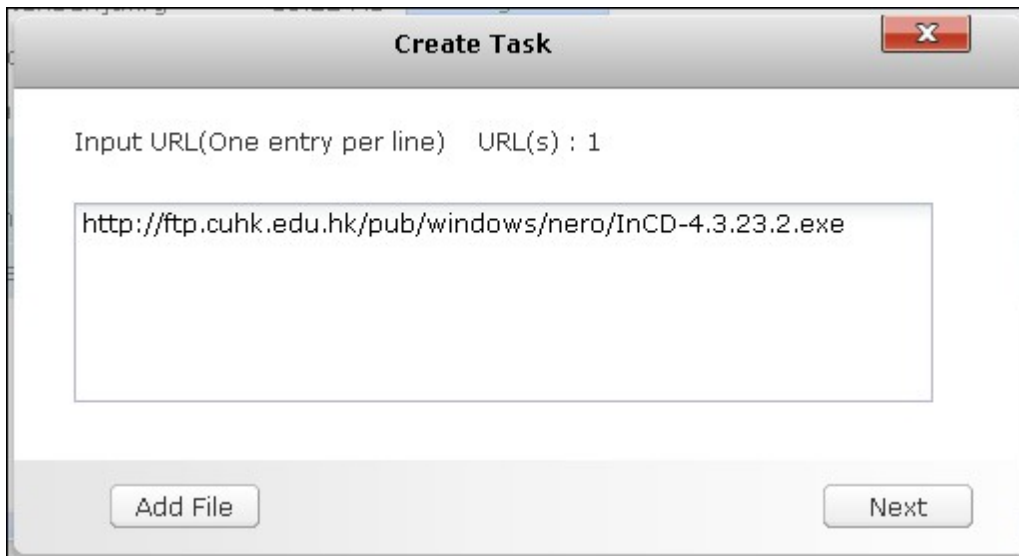 Create Task
x
Input URL(One entry per line) URL(s) : 1
http://ftp.cuhk.edu.hk/pub/windows/nero/InCD-4.3.23.2.exe
Add File
Next